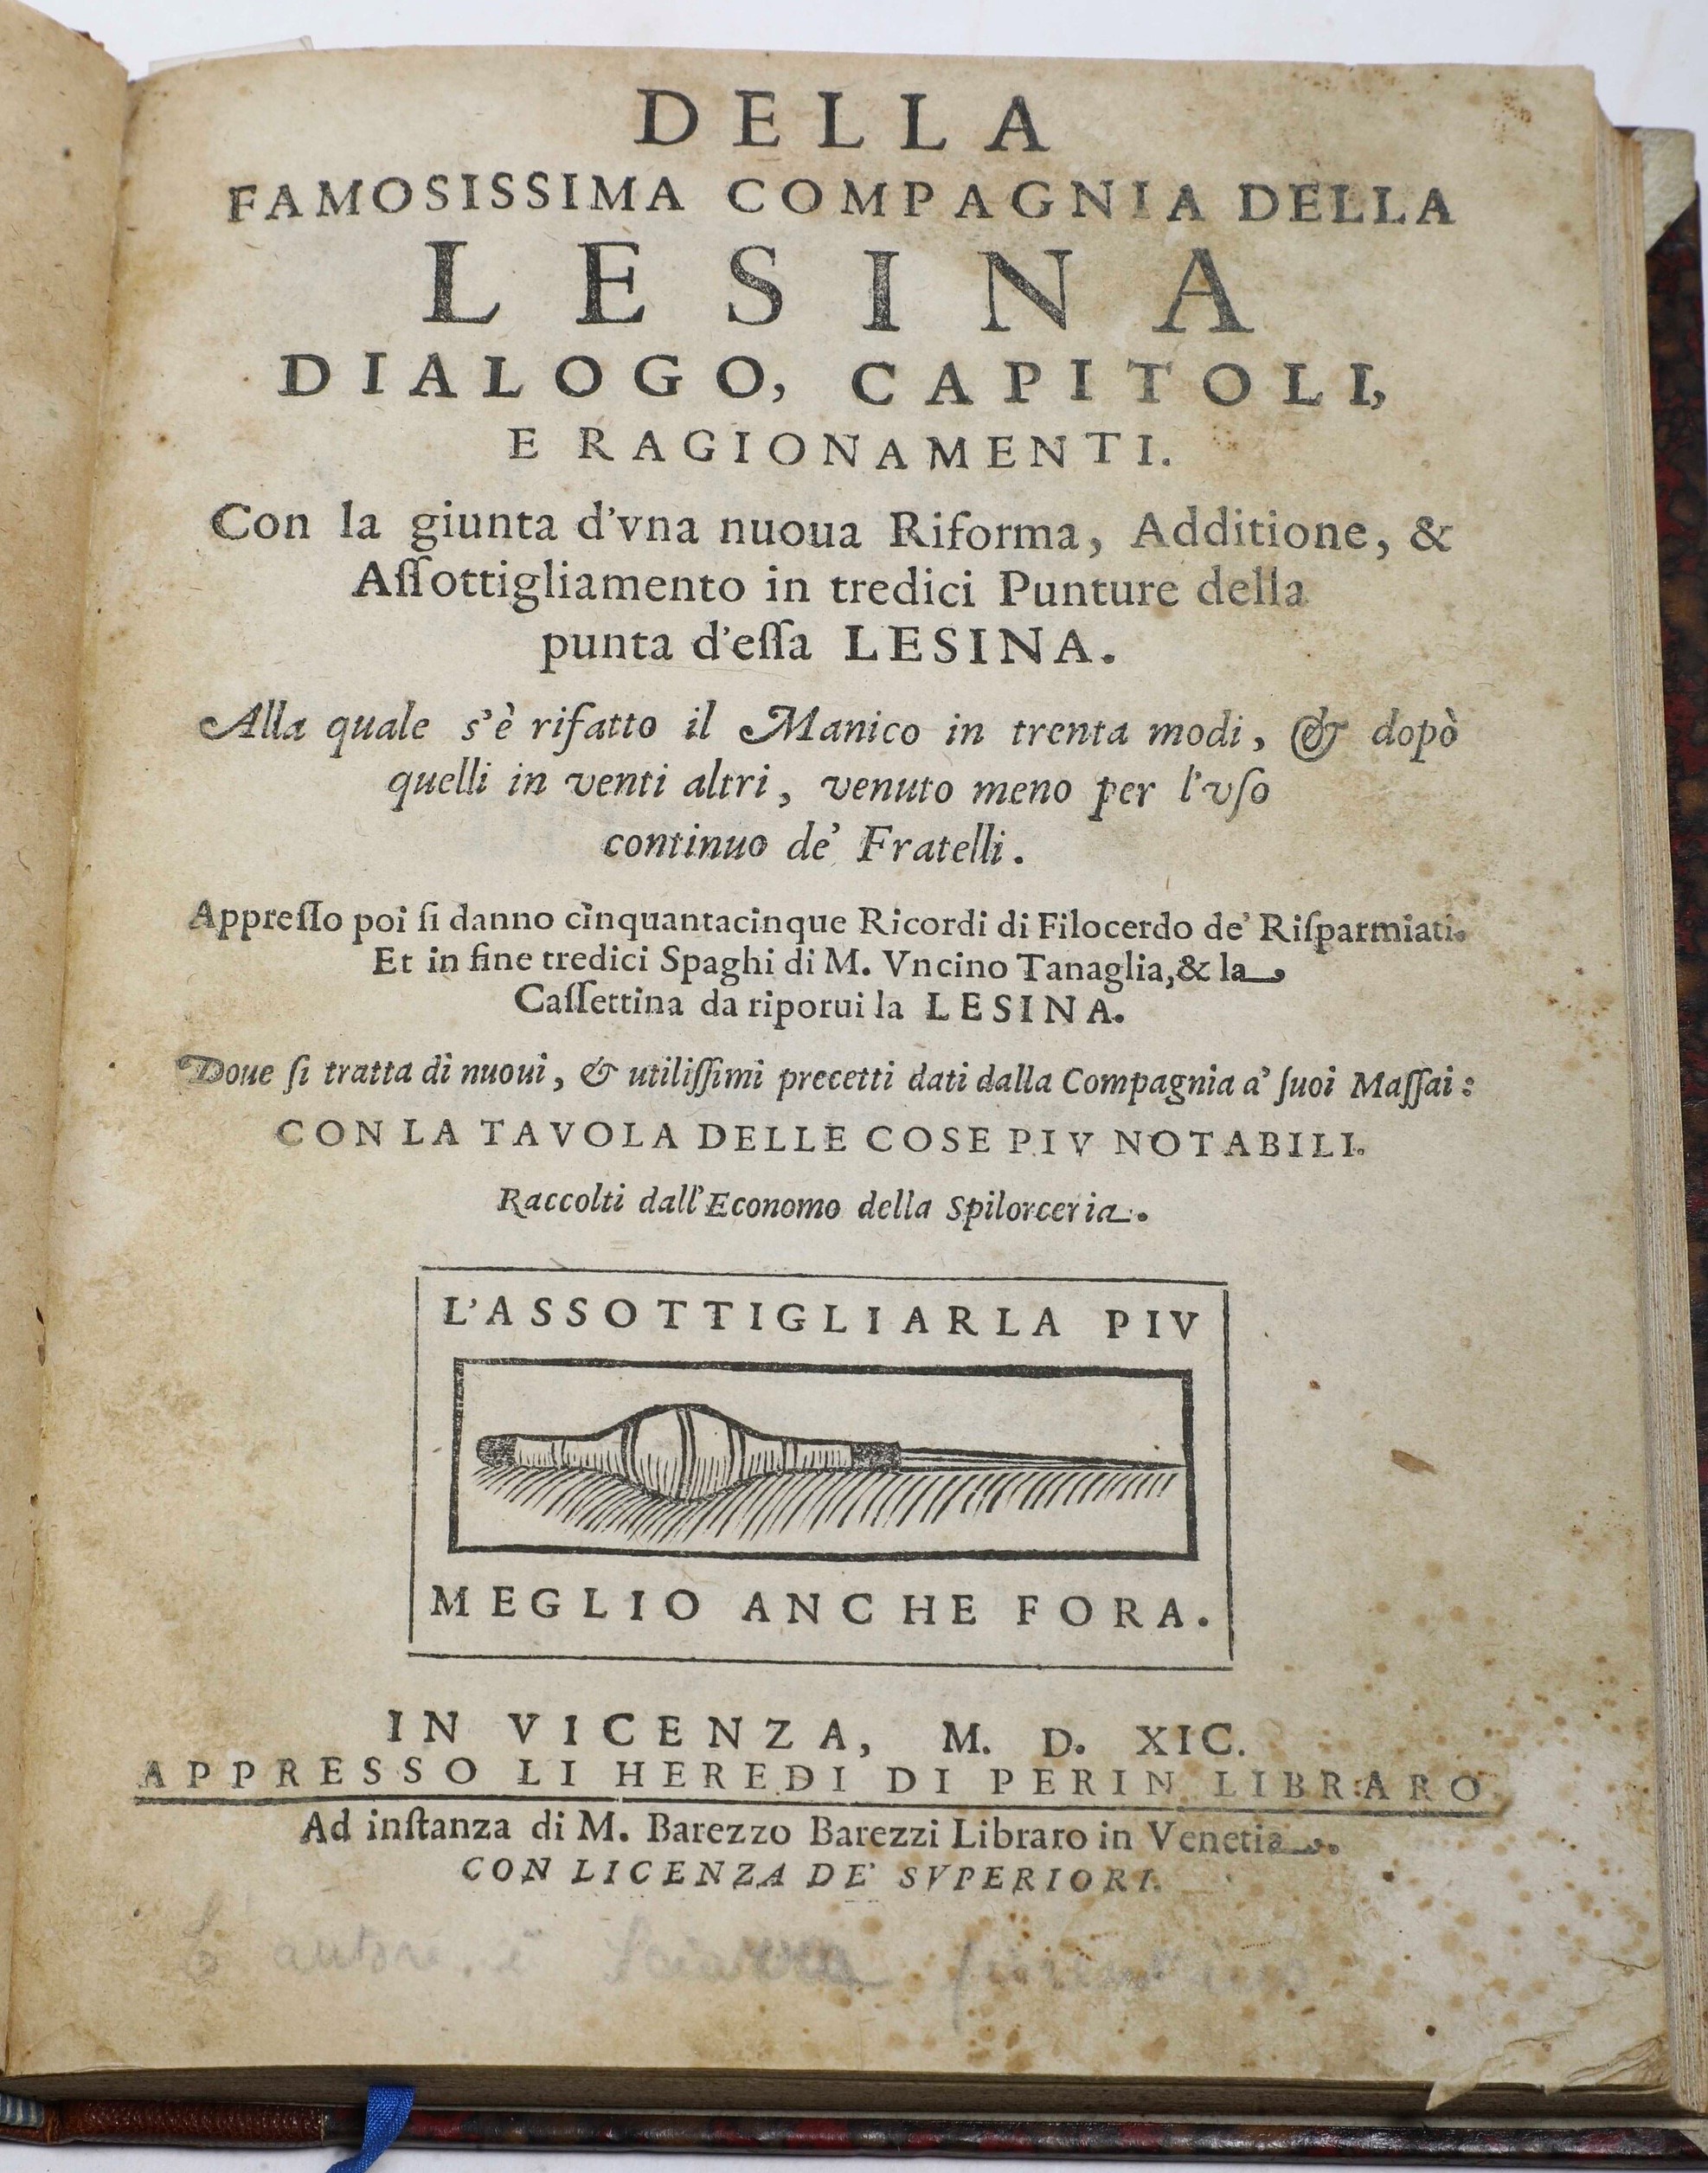 DELLA
FAMOSISSIMA COMPAGNIA DELLA
LESINA
DIALOGO, CAPITOLI,
E RAGIONAMENTI.
Con la giunta d'vna nuoua Riforma, Additione, &
Aſſottigliamento in tredici Punture della
punta d'eſſa LESINA.
Alla quale s'è rifatto il Manico in trenta modi, & dopò
quelli in venti altri, venuto meno per l'vſo
continuo de' Fratelli.
Appreſſo poi ſi danno cinquantacinque Ricordi di Filocerdo de' Riſparmiati.
Et in fine tredici Spaghi di M. Vncino Tanaglia, & la
Caſſettina da riporui la LESINA.
Doue ſi tratta di nuoui, & utiliſſimi precetti dati dalla Compagnia a' ſuoi Maſſai:
CON LA TAVOLA DELLE COSE PIV NOTABILI.
Raccolti dall'Economo della Spilorceria.
L'ASSOTTIGLIARLA PIV
MEGLIO ANCHE FORA.
IN VICENZA, M. D. XIC.
APPRESSO LI HEREDI DI PERIN LIBRARO
Ad inſtanza di M. Barezzo Barezzi Libraro in Venetia.
CON LICENZA DE' SVPERIORI.
autore è